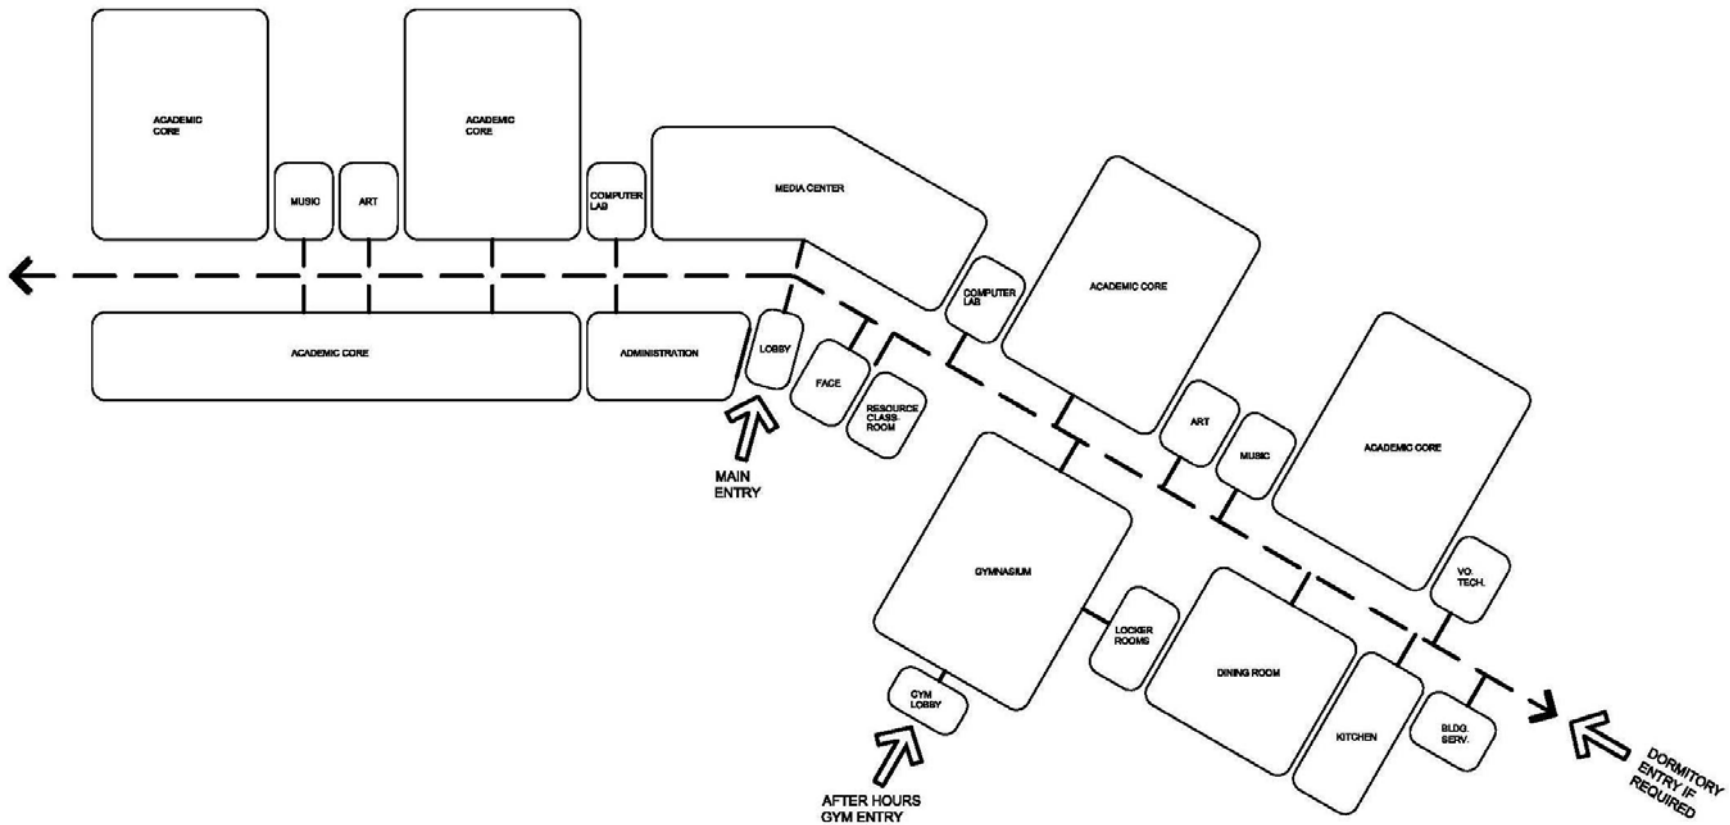 ACADEMIC
CORE
ACADEMIC
CORE
MUSIC
ART
COMPUTER
LAB
MEDIA CENTER
ACADEMIC CORE
ADMINISTRATION
LOBBY
FACE
RESOURCE
CLASS-
ROOM
MAIN
ENTRY
COMPUTER
LAB
ACADEMIC CORE
ART
MUSIC
ACADEMIC CORE
VO.
TECH.
GYMNASIUM
LOCKER
ROOMS
DINING ROOM
KITCHEN
BLDG.
SERV.
GYM
LOBBY
AFTER HOURS
GYM ENTRY
DORMITORY
ENTRY IF
REQUIRED